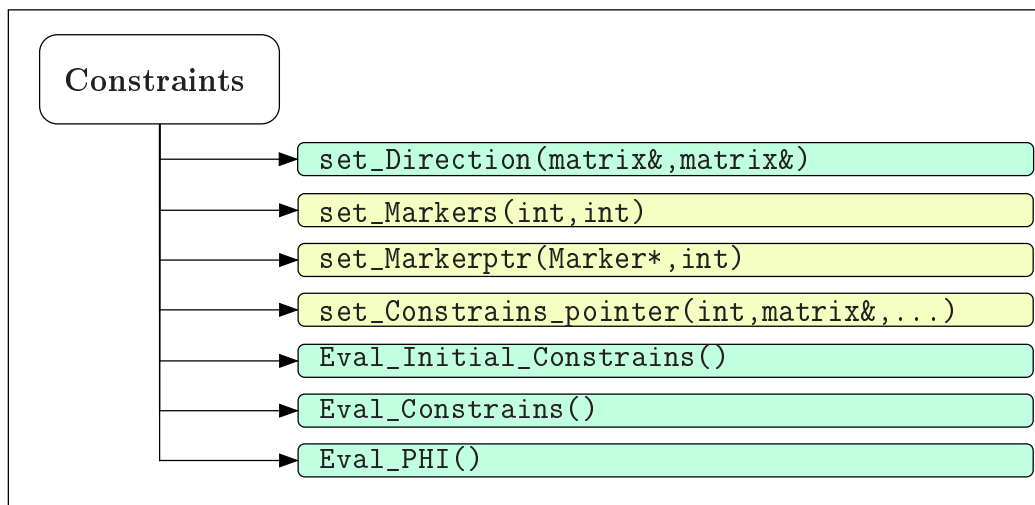 Constraints
set_Direction(matrix&,matrix&)
set_Markers(int,int)
set_Markerptr(Marker*,int)
set_Constrains_pointer(int,matrix&,...)
Eval_Initial_Constrains()
Eval_Constrains()
Eval_PHI()